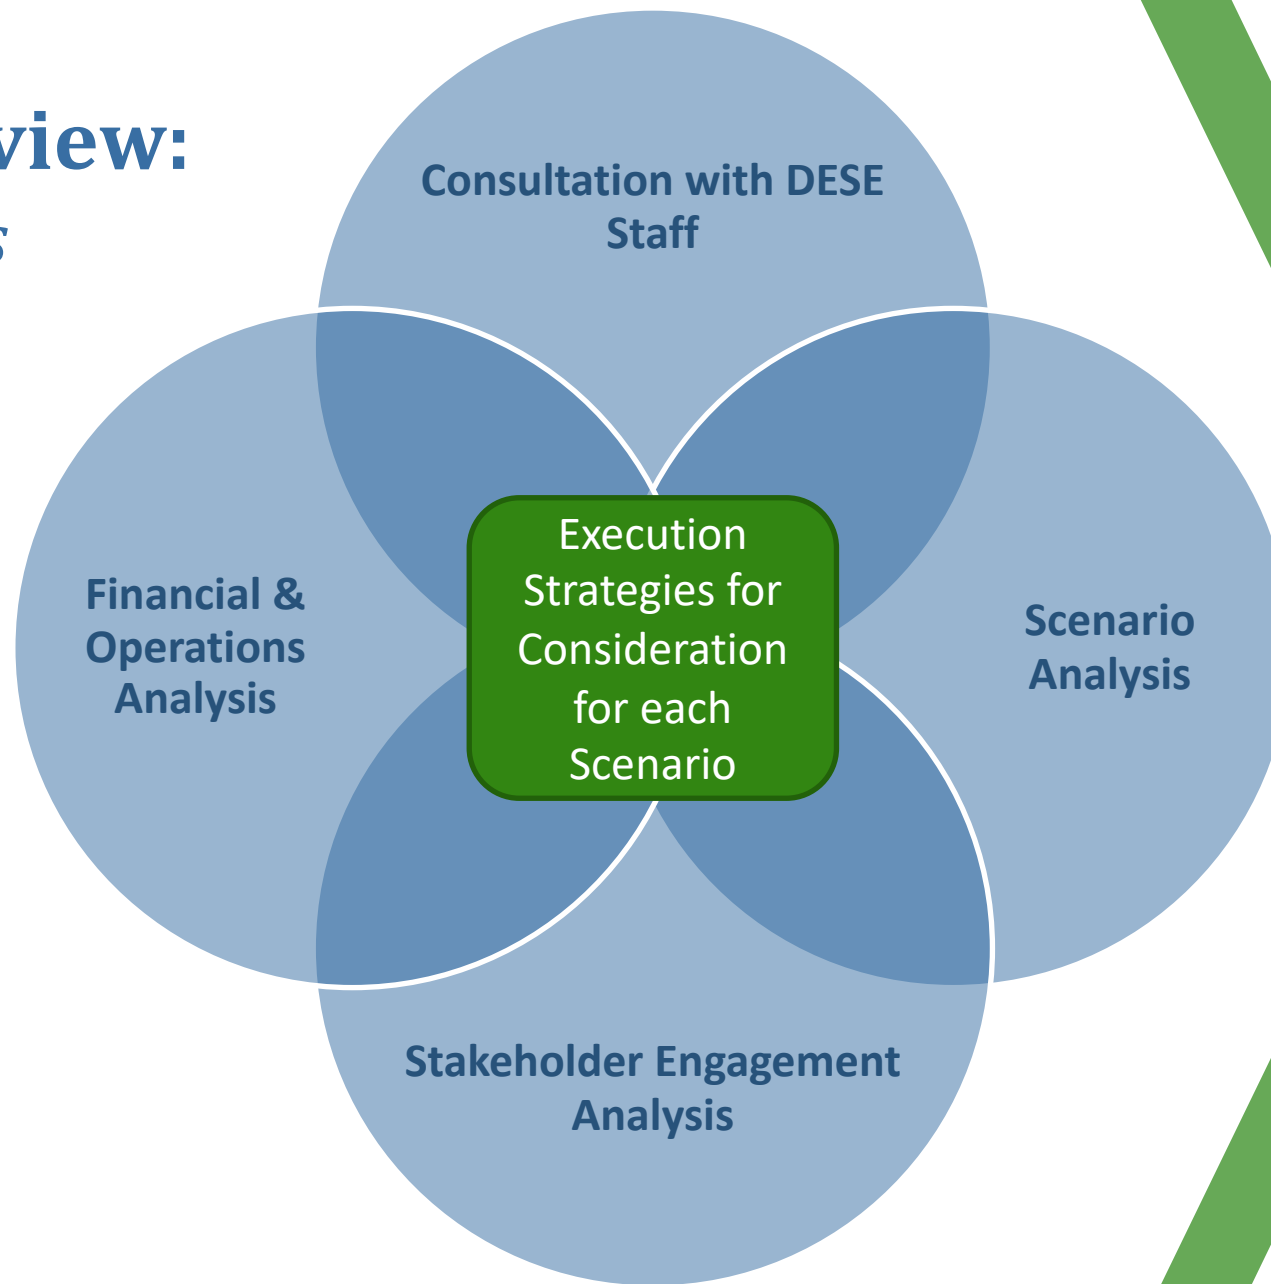 view:
s
Consultation with DESE
Staff
Financial &
Operations
Analysis
Execution
Strategies for
Consideration
for each
Scenario
Scenario
Analysis
Stakeholder Engagement
Analysis